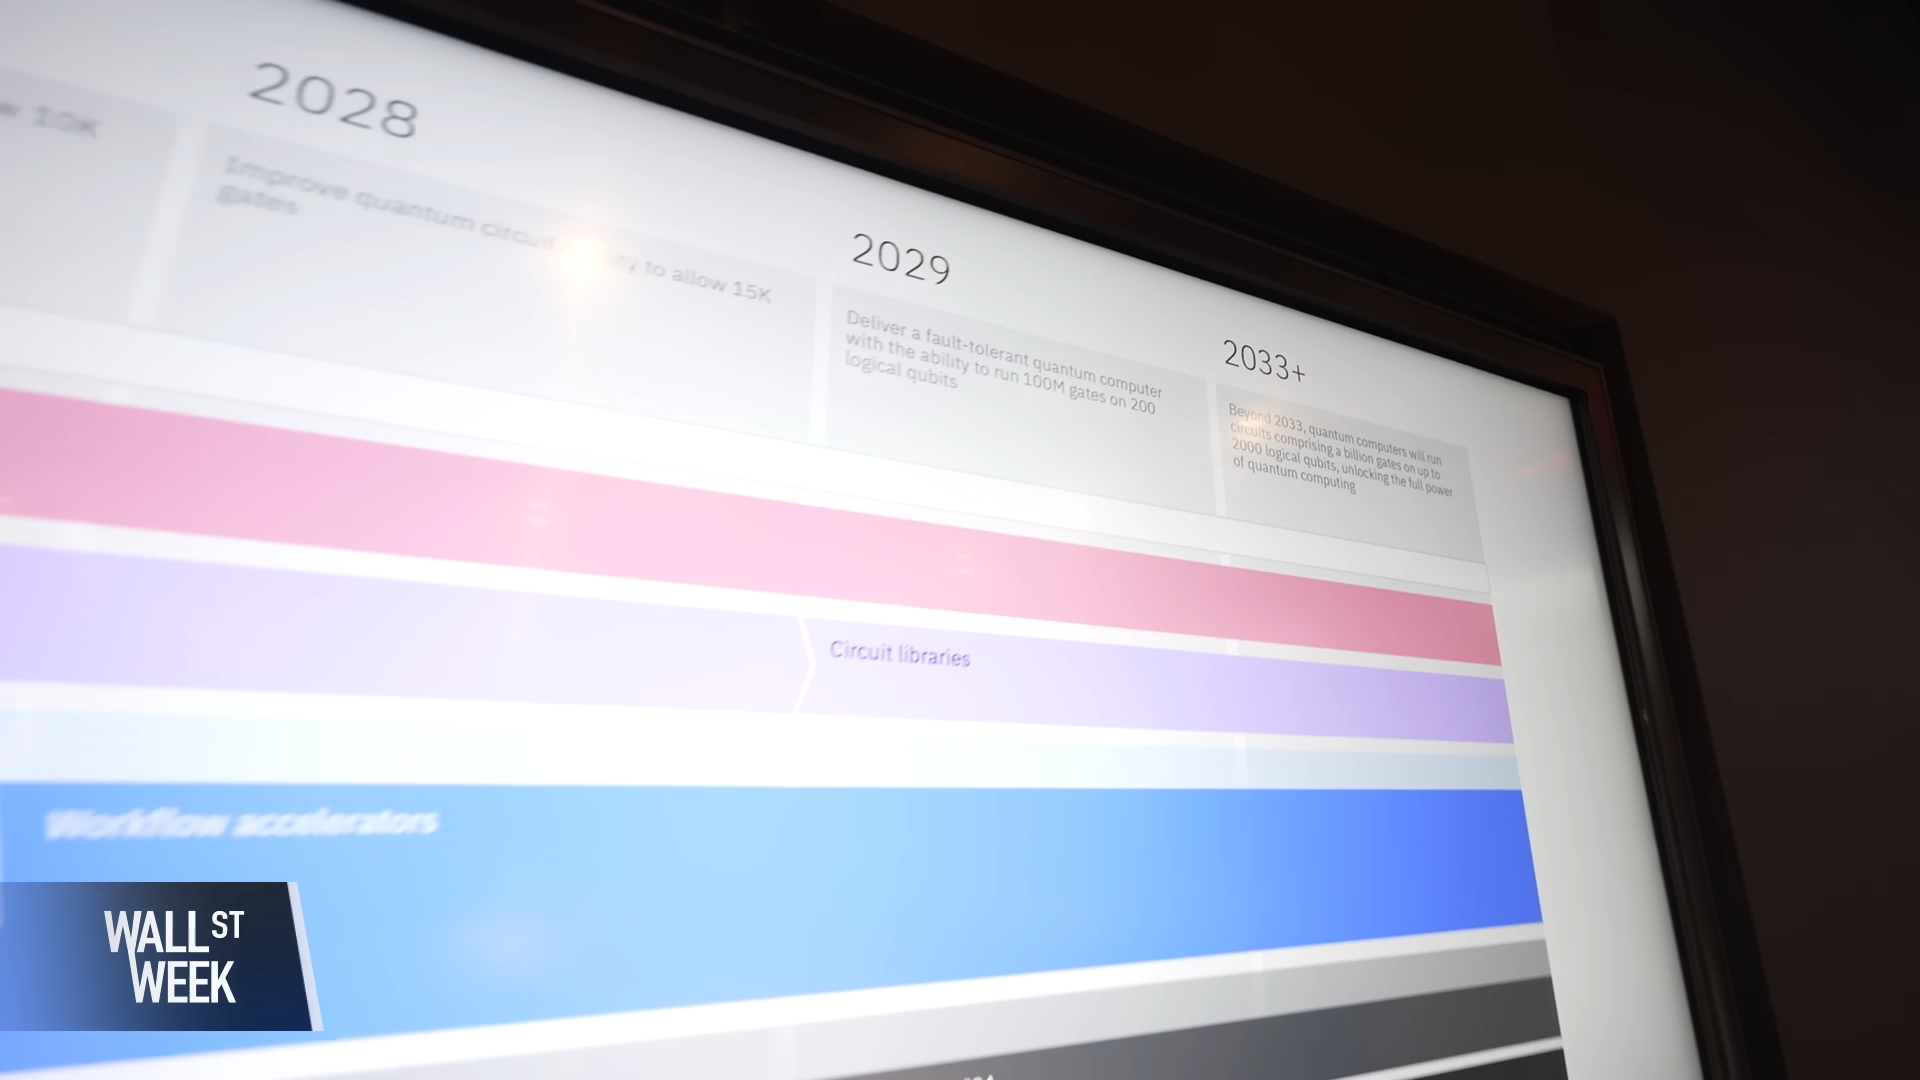 10K
2028
Improve quantum circuit to allow 15K
gates
2029
Deliver a fault-tolerant quantum computer
with the ability to run 100M gates on 200
logical qubits
2033+
Beyond 2033, quantum computers will run
circuits comprising a billion gates on up to
2000 logical qubits, unlocking the full power
of quantum computing
Circuit libraries
Workflow accelerators
WALL ST
WEEK